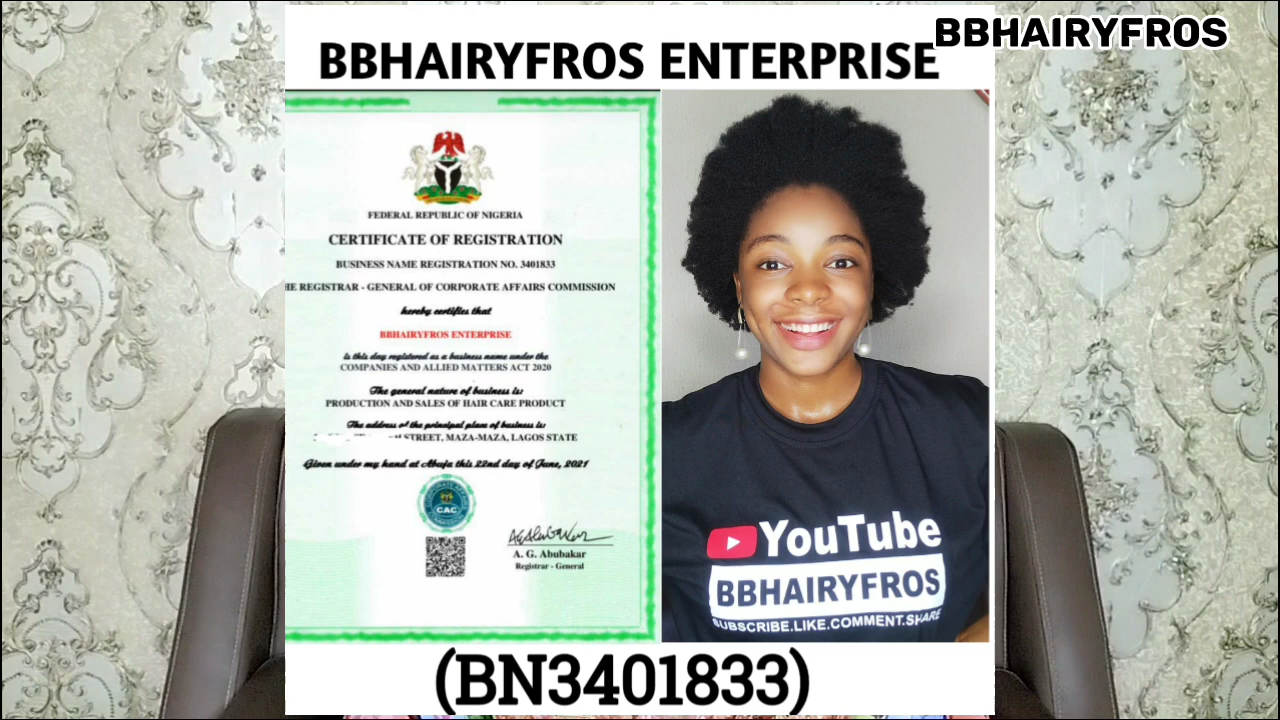 BBHAIRYFROS
BBHAIRYFROS ENTERPRISE
FEDERAL REPUBLIC OF NIGERIA
CERTIFICATE OF REGISTRATION
BUSINESS NAME REGISTRATION NO. 3401833
HE REGISTRAR - GENERAL OF CORPORATE AFFAIRS COMMISSION
hereby certifies that
BBHAIRYFROS ENTERPRISE
is this day registered as a business name under the
COMPANIES AND ALLIED MATTERS ACT 2020
The general nature of business is:
PRODUCTION AND SALES OF HAIR CARE PRODUCT
The address of the principal place of business is:
STREET, MAZA-MAZA, LAGOS STATE
Given under my hand at Abuja this 22nd day of June, 2021
CAC
A. G. Abubakar
Registrar - General
YouTube
BBHAIRYFROS
SUBSCRIBE.LIKE.COMMENT.SHARE
(BN3401833)